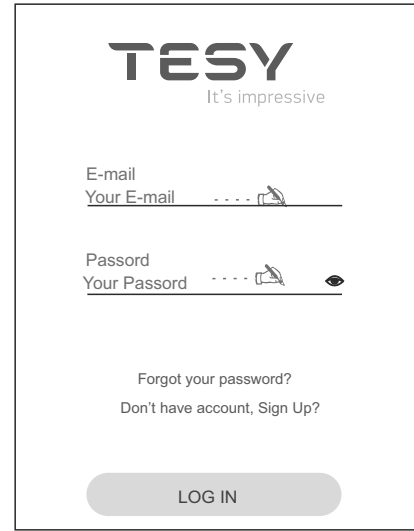 TESY
It's impressive
E-mail
Your E-mail
Passord
Your Passord
Forgot your password?
Don't have account, Sign Up?
LOG IN